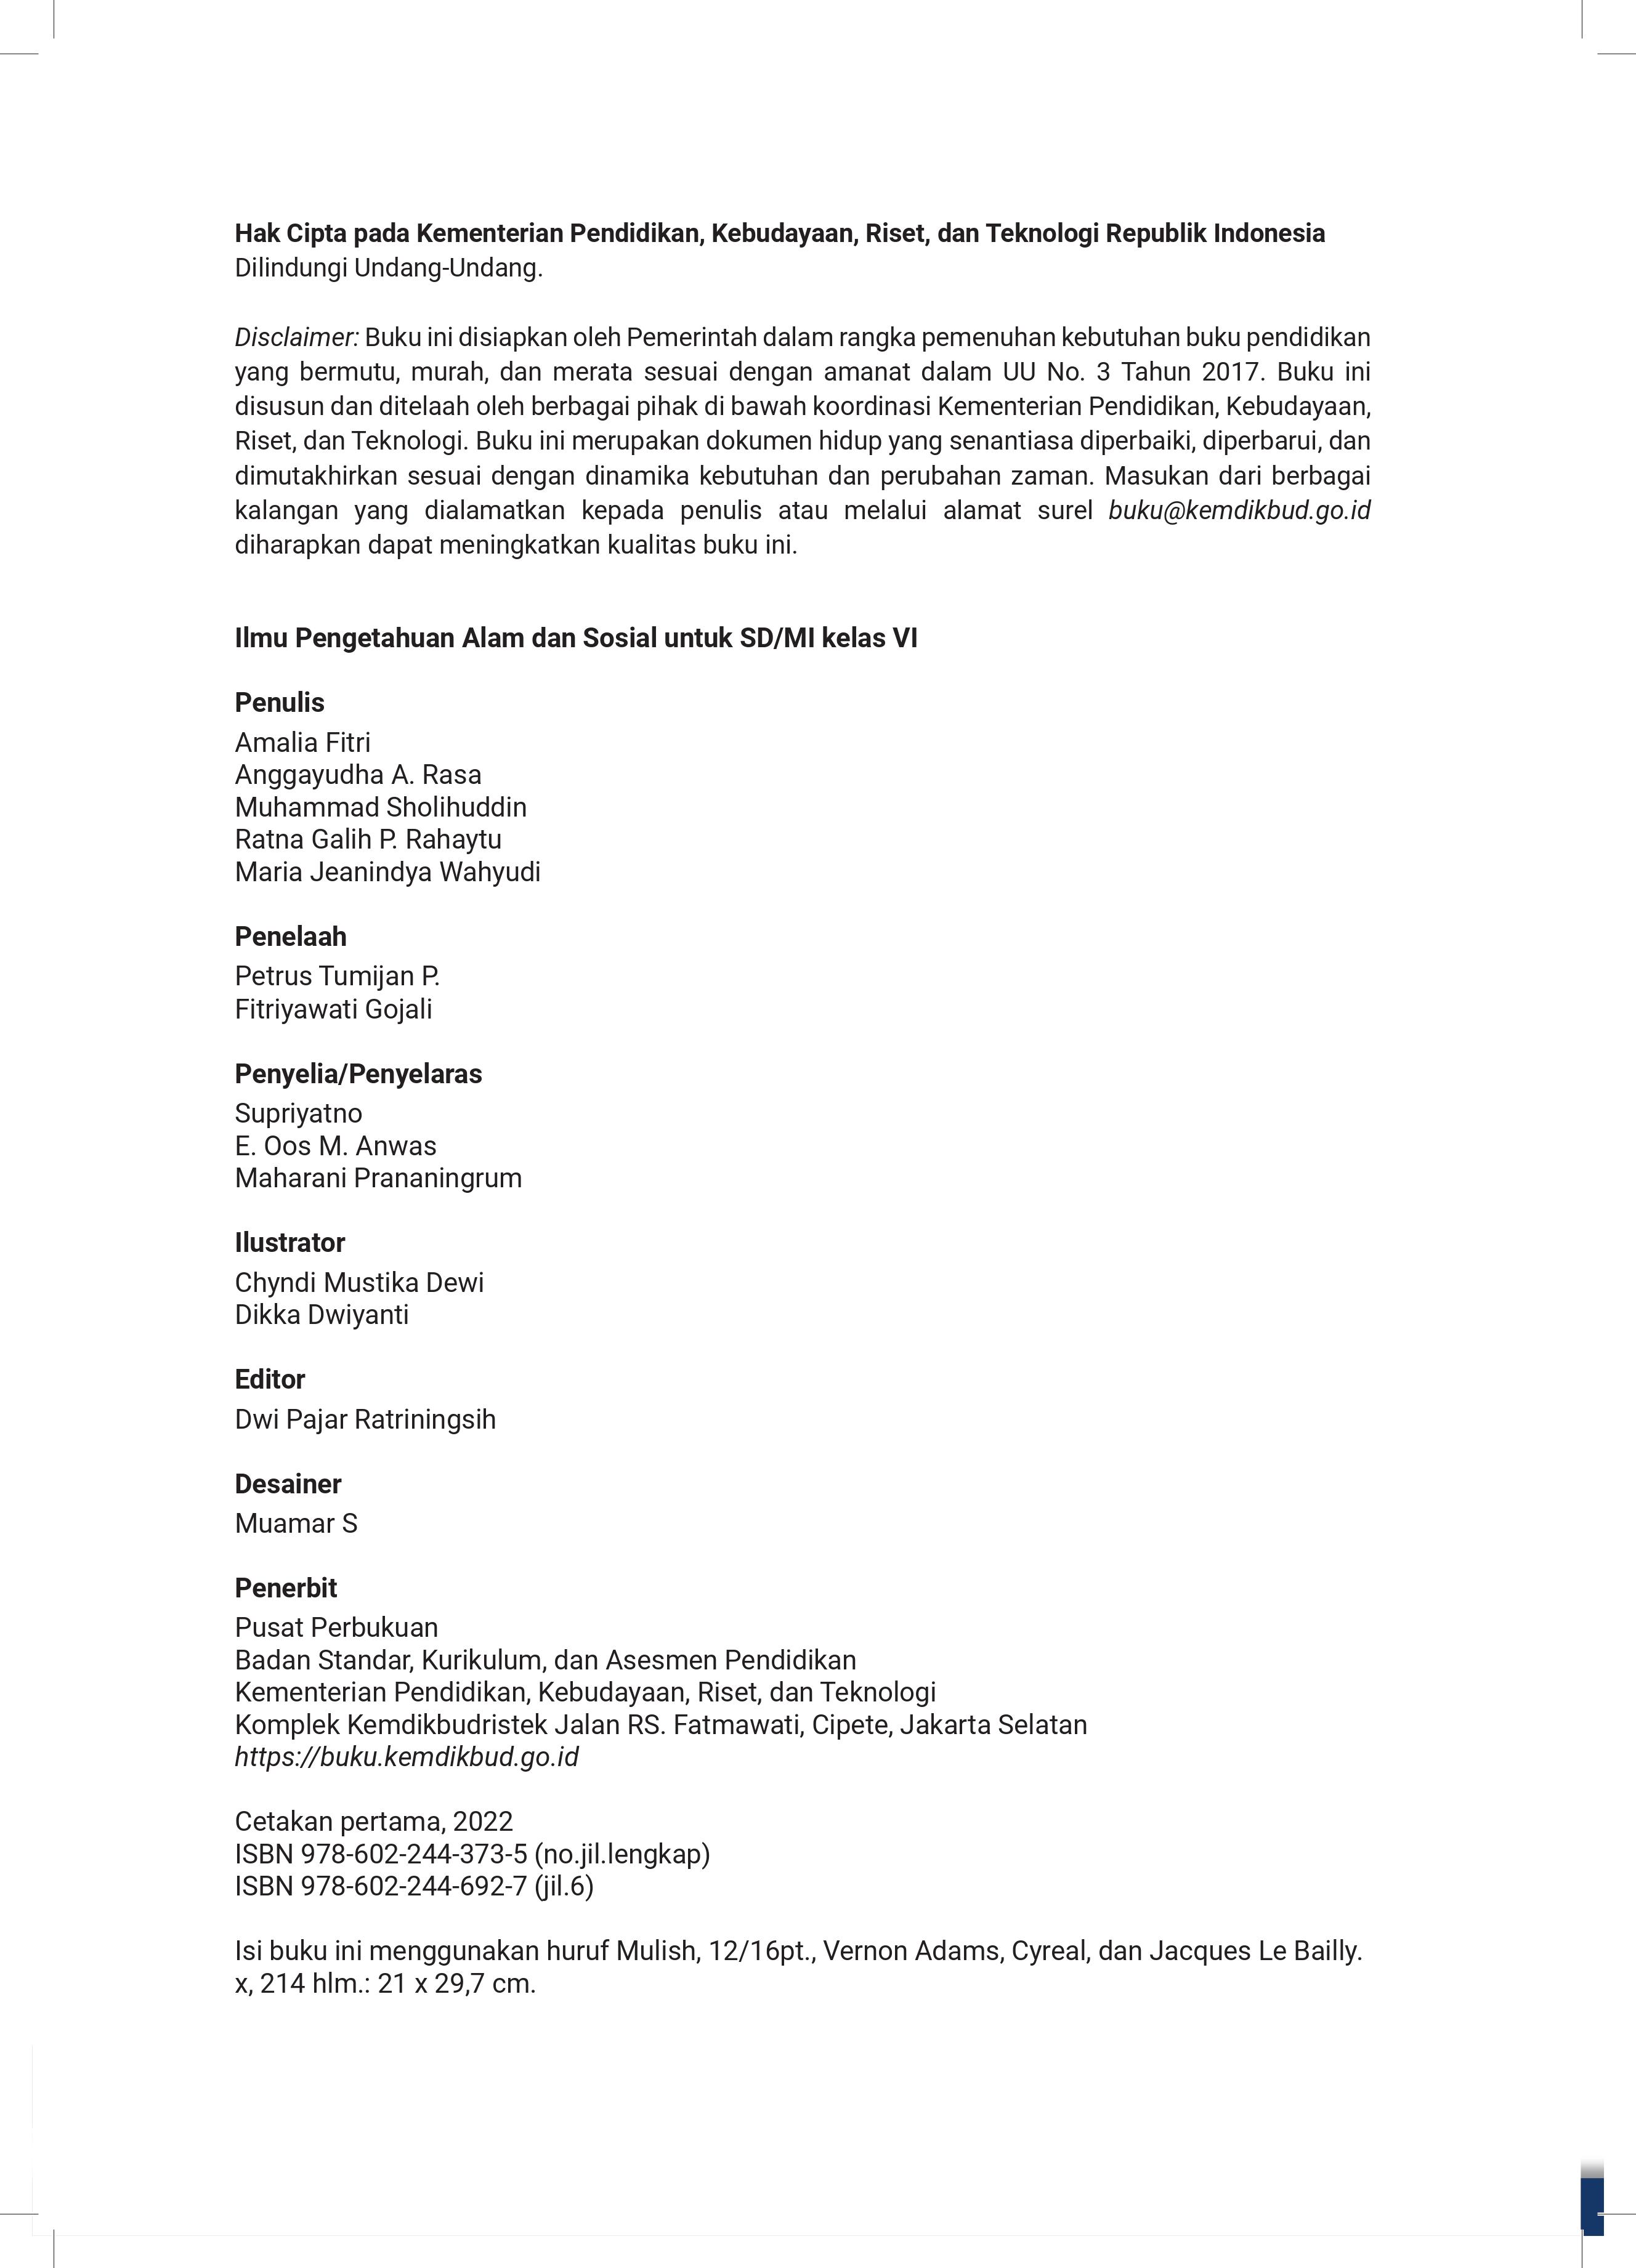 Hak Cipta pada Kementerian Pendidikan, Kebudayaan, Riset, dan Teknologi Republik Indonesia
Dilindungi Undang-Undang.
Disclaimer: Buku ini disiapkan oleh Pemerintah dalam rangka pemenuhan kebutuhan buku pendidikan
yang bermutu, murah, dan merata sesuai dengan amanat dalam UU No. 3 Tahun 2017. Buku ini
disusun dan ditelaah oleh berbagai pihak di bawah koordinasi Kementerian Pendidikan, Kebudayaan,
Riset, dan Teknologi. Buku ini merupakan dokumen hidup yang senantiasa diperbaiki, diperbarui, dan
dimutakhirkan sesuai dengan dinamika kebutuhan dan perubahan zaman. Masukan dari berbagai
kalangan yang dialamatkan kepada penulis atau melalui alamat surel buku@kemdikbud.go.id
diharapkan dapat meningkatkan kualitas buku ini.
Ilmu Pengetahuan Alam dan Sosial untuk SD/MI kelas VI
Penulis
Amalia Fitri
Anggayudha A. Rasa
Muhammad Sholihuddin
Ratna Galih P. Rahaytu
Maria Jeanindya Wahyudi
Penelaah
Petrus Tumijan P.
Fitriyawati Gojali
Penyelia/Penyelaras
Supriyatno
E. Oos M. Anwas
Maharani Prananingrum
Ilustrator
Chyndi Mustika Dewi
Dikka Dwiyanti
Editor
Dwi Pajar Ratriningsih
Desainer
Muamar S
Penerbit
Pusat Perbukuan
Badan Standar, Kurikulum, dan Asesmen Pendidikan
Kementerian Pendidikan, Kebudayaan, Riset, dan Teknologi
Komplek Kemdikbudristek Jalan RS. Fatmawati, Cipete, Jakarta Selatan
https://buku.kemdikbud.go.id
Cetakan pertama, 2022
ISBN 978-602-244-373-5 (no.jil.lengkap)
ISBN 978-602-244-692-7 (jil.6)
Isi buku ini menggunakan huruf Mulish, 12/16pt., Vernon Adams, Cyreal, dan Jacques Le Bailly.
x, 214 hlm.: 21 x 29,7 cm.